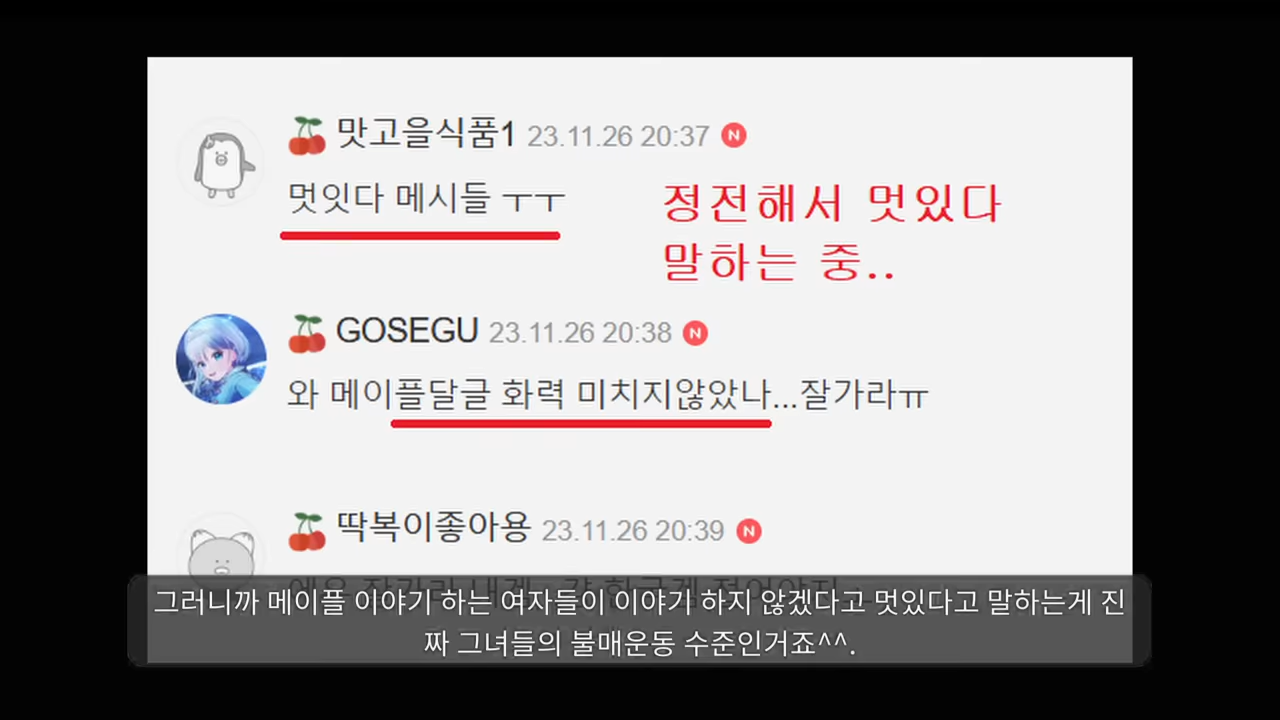 맛고을식품1 23.11.26 20:37 N
멋잇다 메시들 ㅜㅜ
정전해서 멋있다
말하는 중..
GOSEGU 23.11.26 20:38 N
와 메이플달글 화력 미치지않았나...잘가라ㅠ
딱복이좋아용 23.11.26 20:39 N
그러니까 메이플 이야기 하는 여자들이 이야기 하지 않겠다고 멋있다고 말하는게 진
짜 그녀들의 불매운동 수준인거죠^^.